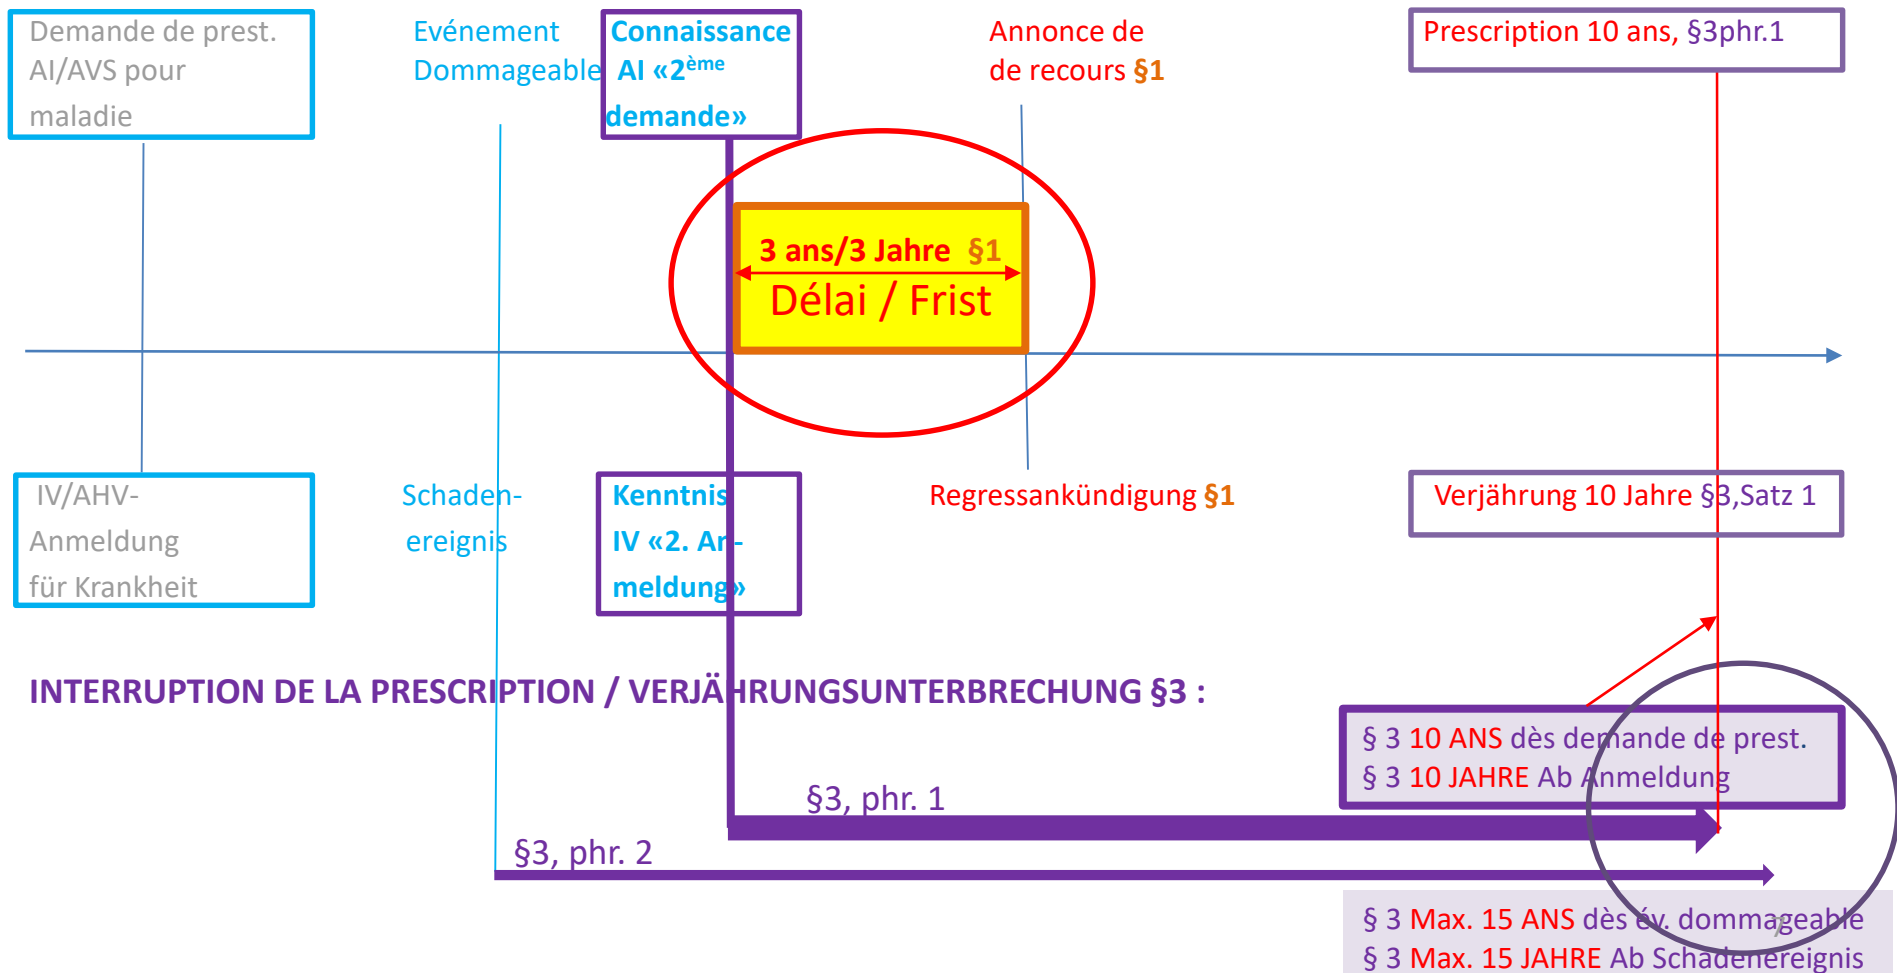 Demande de prest.
AI/AVS pour
maladie
Evénement
Dommageable
Connaissance
AI «2ème
demande»
Annonce de
de recours §1
Prescription 10 ans, §3phr.1
3 ans/3 Jahre §1
Délai / Frist
IV/AHV-
Anmeldung
für Krankheit
Schaden-
ereignis
Kenntnis
IV «2. An-
meldung»
Regressankündigung §1
Verjährung 10 Jahre §3,Satz 1
INTERRUPTION DE LA PRESCRIPTION / VERJÄHRUNGSUNTERBRECHUNG §3 :
§ 3 10 ANS dès demande de prest.
§ 3 10 JAHRE Ab Anmeldung
§3, phr. 1
§3, phr. 2
§ 3 Max. 15 ANS dès év. dommageable
7
§ 3 Max. 15 JAHRE Ab Schadenereignis